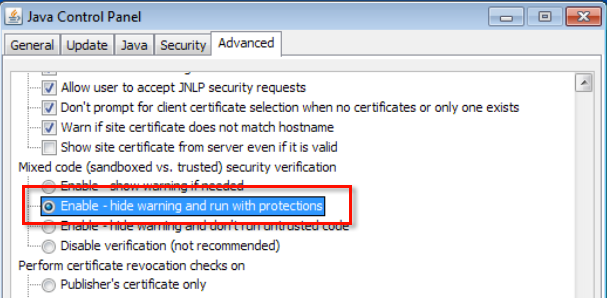 Java Control Panel
General Update Java Security Advanced
Allow user to accept JNLP security requests
Don't prompt for client certificate selection when no certificates or only one exists
Warn if site certificate does not match hostname
Show site certificate from server even if it is valid
Mixed code (sandboxed vs. trusted) security verification
Enable - show warning if needed
Enable - hide warning and run with protections
Enable - hide warning and don't run untrusted code
Disable verification (not recommended)
Perform certificate revocation checks on
Publisher's certificate only